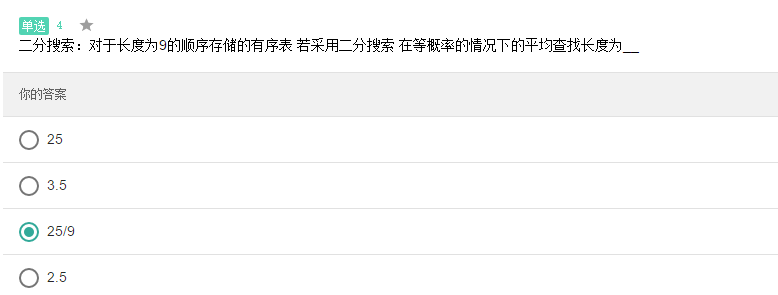 单选 4
二分搜索：对于长度为9的顺序存储的有序表 若采用二分搜索 在等概率的情况下的平均查找长度为__
你的答案
25
3.5
25/9
2.5